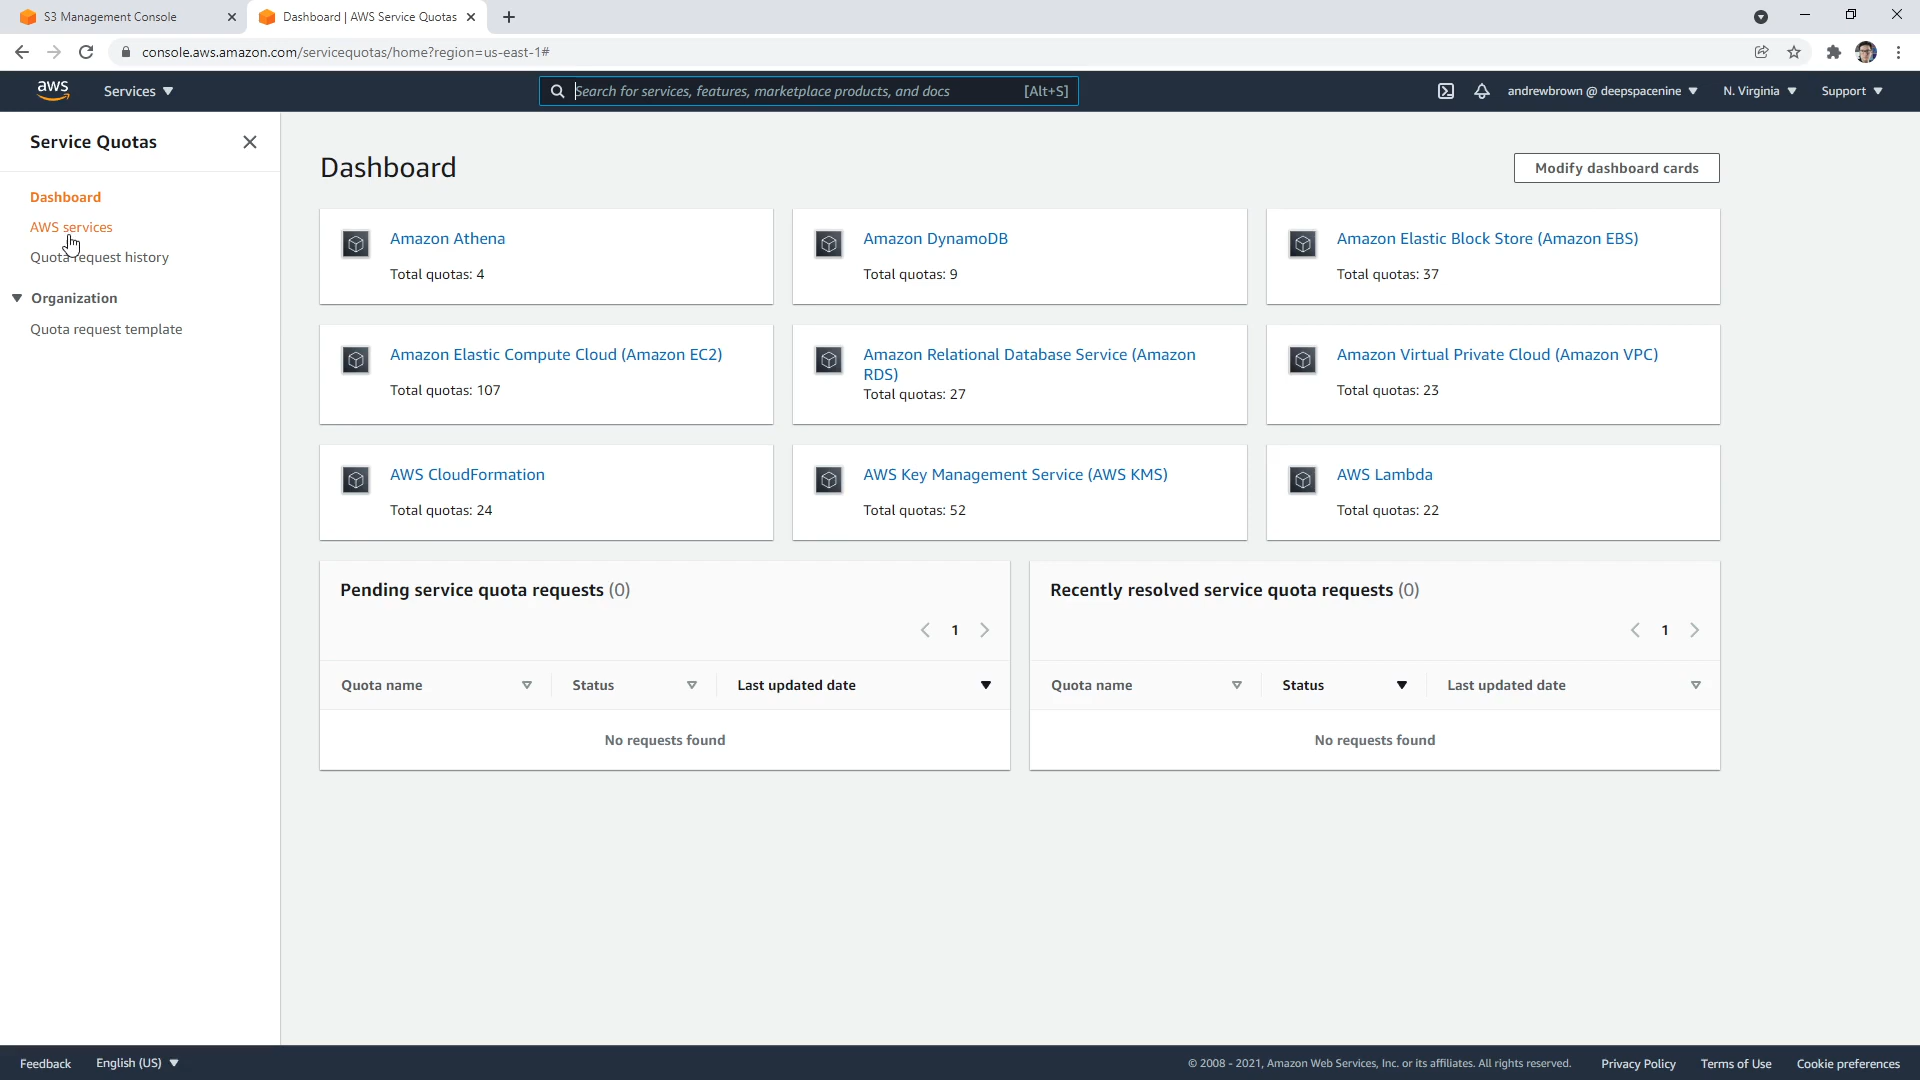 S3 Management Console
Dashboard | AWS Service Quotas
console.aws.amazon.com/servicequotas/home?region=us-east-1#
aws
Services
Search for services, features, marketplace products, and docs [Alt+S]
andrewbrown @ deepspacenine
N. Virginia
Support
Service Quotas
Dashboard
AWS services
Quota request history
Organization
Quota request template
Dashboard
Modify dashboard cards
Amazon Athena
Total quotas: 4
Amazon DynamoDB
Total quotas: 9
Amazon Elastic Block Store (Amazon EBS)
Total quotas: 37
Amazon Elastic Compute Cloud (Amazon EC2)
Total quotas: 107
Amazon Relational Database Service (Amazon
RDS)
Total quotas: 27
Amazon Virtual Private Cloud (Amazon VPC)
Total quotas: 23
AWS CloudFormation
Total quotas: 24
AWS Key Management Service (AWS KMS)
Total quotas: 52
AWS Lambda
Total quotas: 22
Pending service quota requests (0)
1
Quota name Status Last updated date
No requests found
Recently resolved service quota requests (0)
1
Quota name Status Last updated date
No requests found
Feedback English (US)
© 2008 - 2021, Amazon Web Services, Inc. or its affiliates. All rights reserved. Privacy Policy Terms of Use Cookie preferences